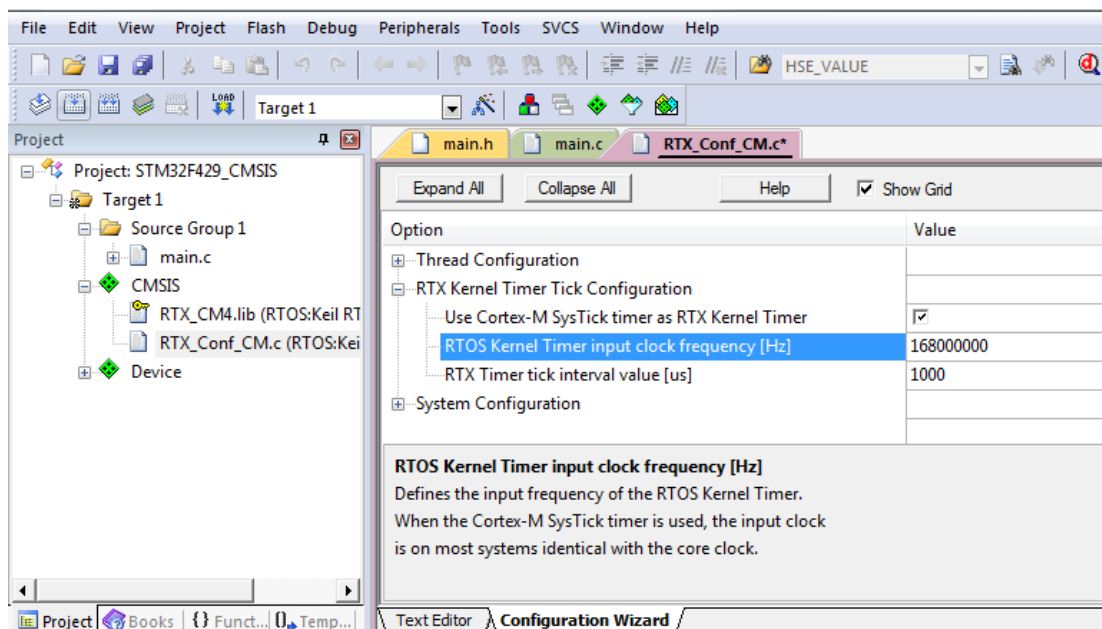 File Edit View Project Flash Debug Peripherals Tools SVCS Window Help
HSE_VALUE
LOAD Target 1
Project
Project: STM32F429_CMSIS
Target 1
Source Group 1
main.c
CMSIS
RTX_CM4.lib (RTOS:Keil RT
RTX_Conf_CM.c (RTOS:Kei
Device
main.h main.c RTX_Conf_CM.c*
Expand All Collapse All Help Show Grid
Option Value
Thread Configuration
RTX Kernel Timer Tick Configuration
Use Cortex-M SysTick timer as RTX Kernel Timer
RTOS Kernel Timer input clock frequency [Hz] 168000000
RTX Timer tick interval value [us] 1000
System Configuration
RTOS Kernel Timer input clock frequency [Hz]
Defines the input frequency of the RTOS Kernel Timer.
When the Cortex-M SysTick timer is used, the input clock
is on most systems identical with the core clock.
Project Books {} Funct... 0 Temp...
Text Editor Configuration Wizard